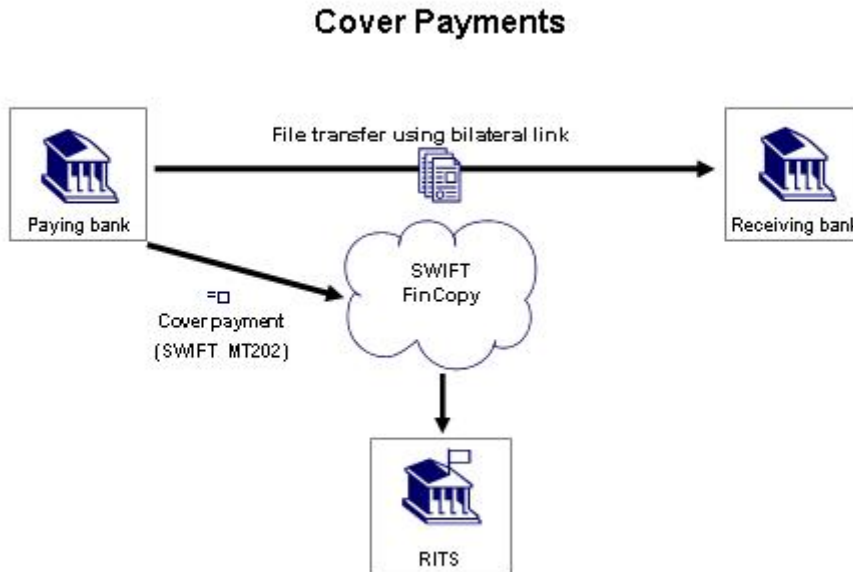 Cover Payments
File transfer using bilateral link
Paying bank
Receiving bank
SWIFT
FinCopy
Cover payment
(SWIFT MT202)
RITS